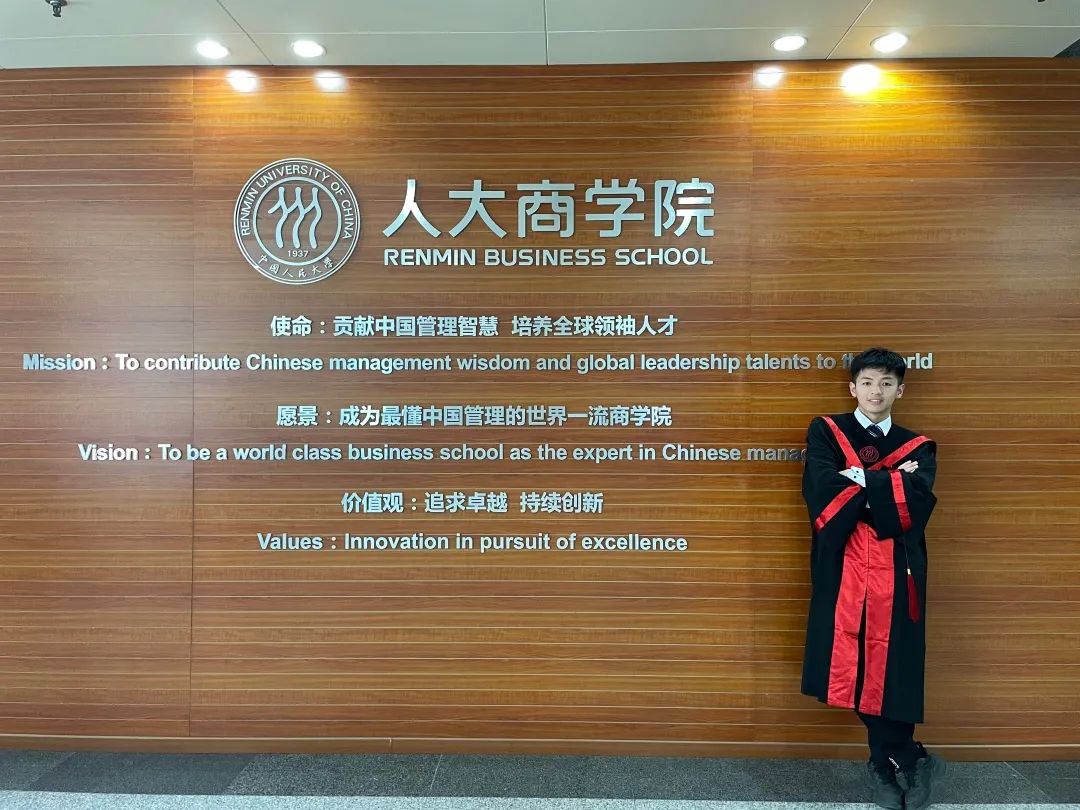 RENMIN UNIVERSITY OF CHINA
1937
中国人民大学
人大商学院
RENMIN BUSINESS SCHOOL
使命：贡献中国管理智慧 培养全球领袖人才
Mission：To contribute Chinese management wisdom and global leadership talents to
愿景：成为最懂中国管理的世界一流商学院
Vision：To be a world class business school as the expert in Chinese
价值观：追求卓越 持续创新
Values：Innovation in pursuit of excellence